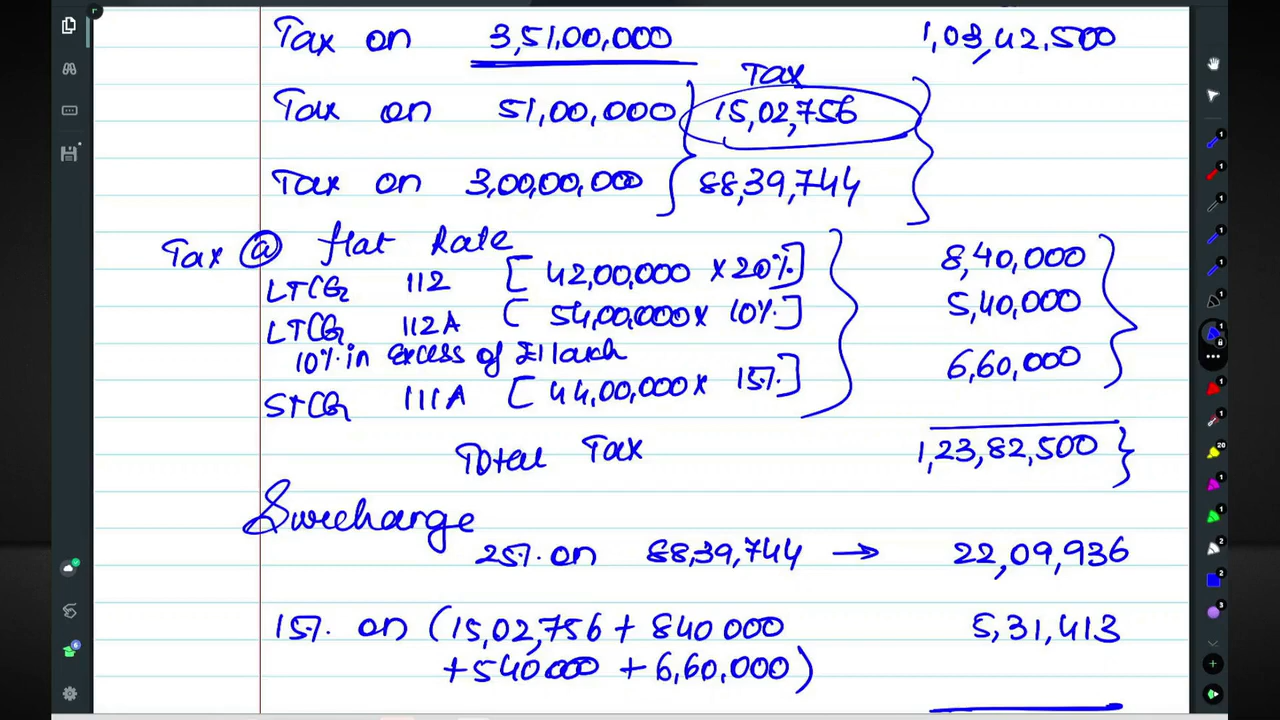 Tax on 3,51,00,000 1,03,42,500
Tax
Tax on 51,00,000 15,02,756
Tax on 3,00,00,000 88,39,744
Tax @ flat Rate
LTCG 112 [ 42,00,000 x 20% ] 8,40,000
LTCG 112A [ 54,00,000 x 10% ] 5,40,000
10% in excess of ₹1 lach
STCG 111A [ 44,00,000 x 15% ] 6,60,000
Total Tax 1,23,82,500
Surcharge
25% on 88,39,744 → 22,09,936
15% on (15,02,756 + 840000 5,31,413
+540000 + 6,60,000)